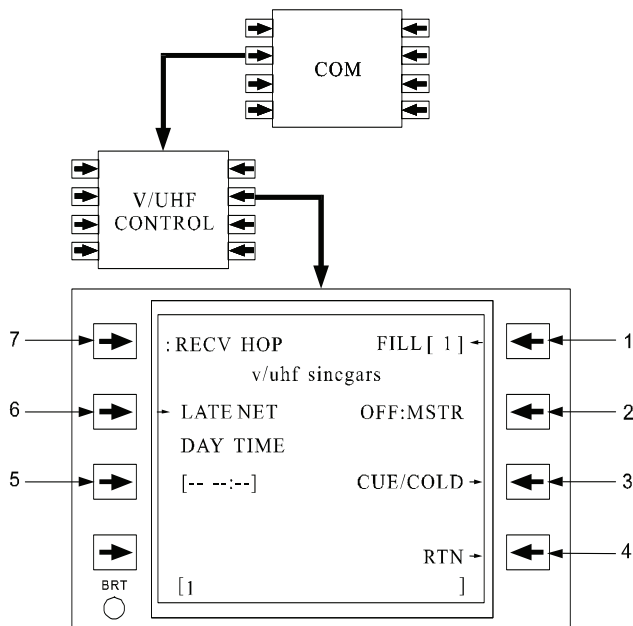 COM
V/UHF
CONTROL
7
:RECV HOP
FILL[ 1 ]
1
v/uhf sincgars
6
LATE NET
OFF:MSTR
2
DAY TIME
5
[-- --:--]
CUE/COLD
3
RTN
4
BRT
[1 ]